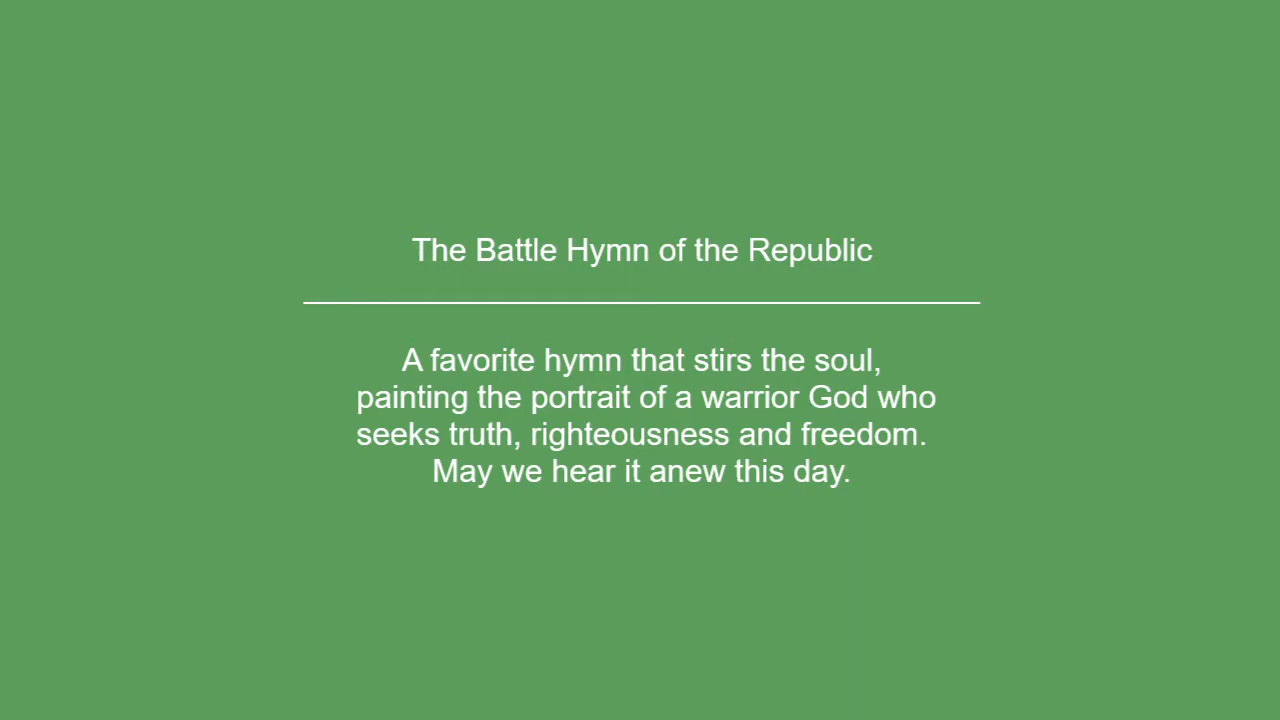 The Battle Hymn of the Republic
A favorite hymn that stirs the soul,
painting the portrait of a warrior God who
seeks truth, righteousness and freedom.
May we hear it anew this day.